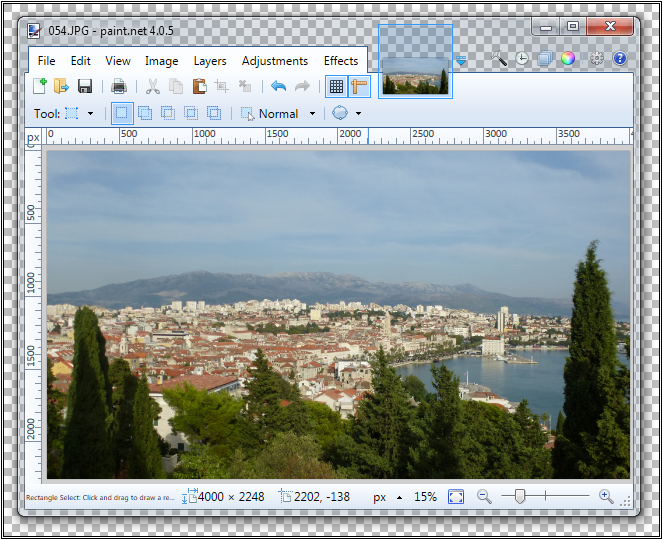 054.JPG - paint.net 4.0.5
File Edit View Image Layers Adjustments Effects
Tool: Normal
px 0 500 1000 1500 2000 2500 3000 3500 4
0
500
1000
1500
2000
Rectangle Select: Click and drag to draw a re... 4000 × 2248 2202, -138 px 15%